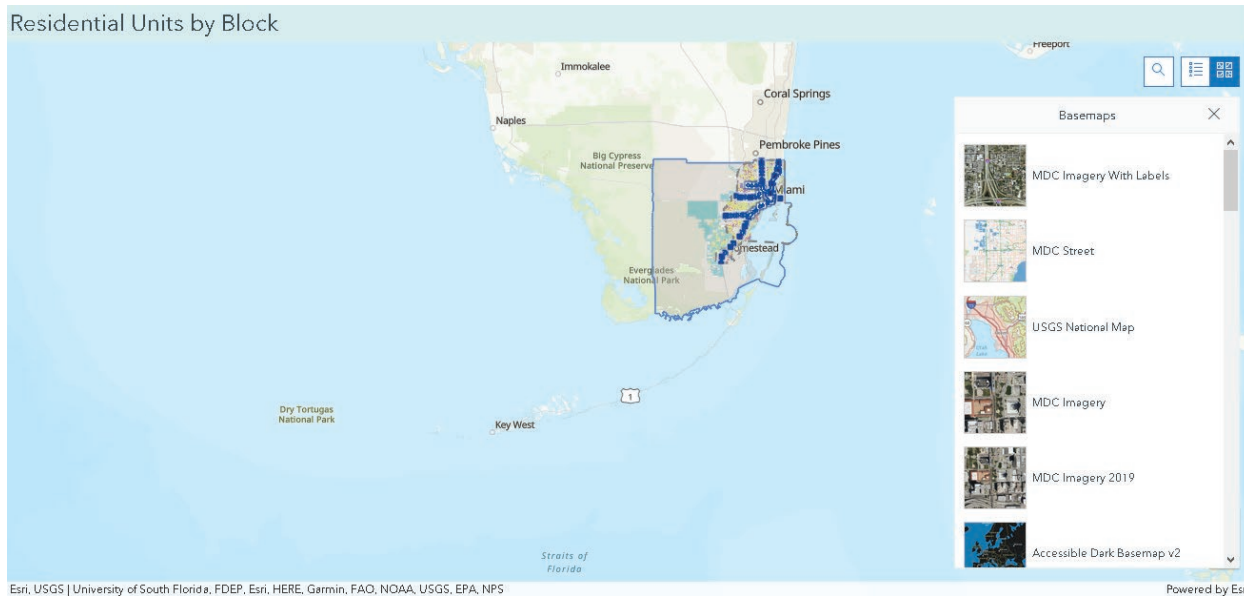 Residential Units by Block
Freeport
Immokalee
Coral Springs
Naples
Pembroke Pines
Big Cypress
National Preserve
Miami
Homestead
Everglades
National Park
1
Dry Tortugas
National Park
Key West
Straits of
Florida
Basemaps
MDC Imagery With Labels
MDC Street
USGS National Map
MDC Imagery
MDC Imagery 2019
Accessible Dark Basemap v2
Esri, USGS | University of South Florida, FDEP, Esri, HERE, Garmin, FAO, NOAA, USGS, EPA, NPS
Powered by Esr